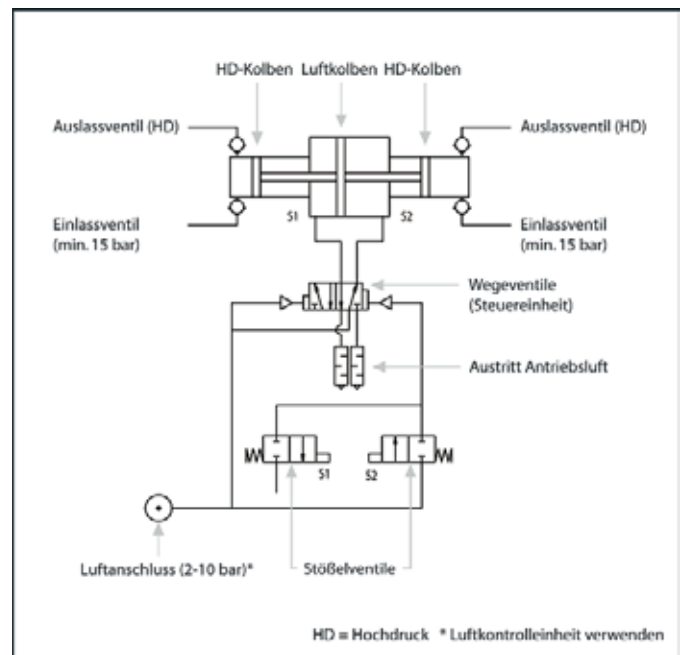 HD-Kolben Luftkolben HD-Kolben
Auslassventil (HD)
Auslassventil (HD)
S1
S2
Einlassventil
(min. 15 bar)
Einlassventil
(min. 15 bar)
Wegeventile
(Steuereinheit)
Austritt Antriebsluft
S1
S2
Luftanschluss (2-10 bar)*
Stößelventile
HD = Hochdruck * Luftkontrolleinheit verwenden